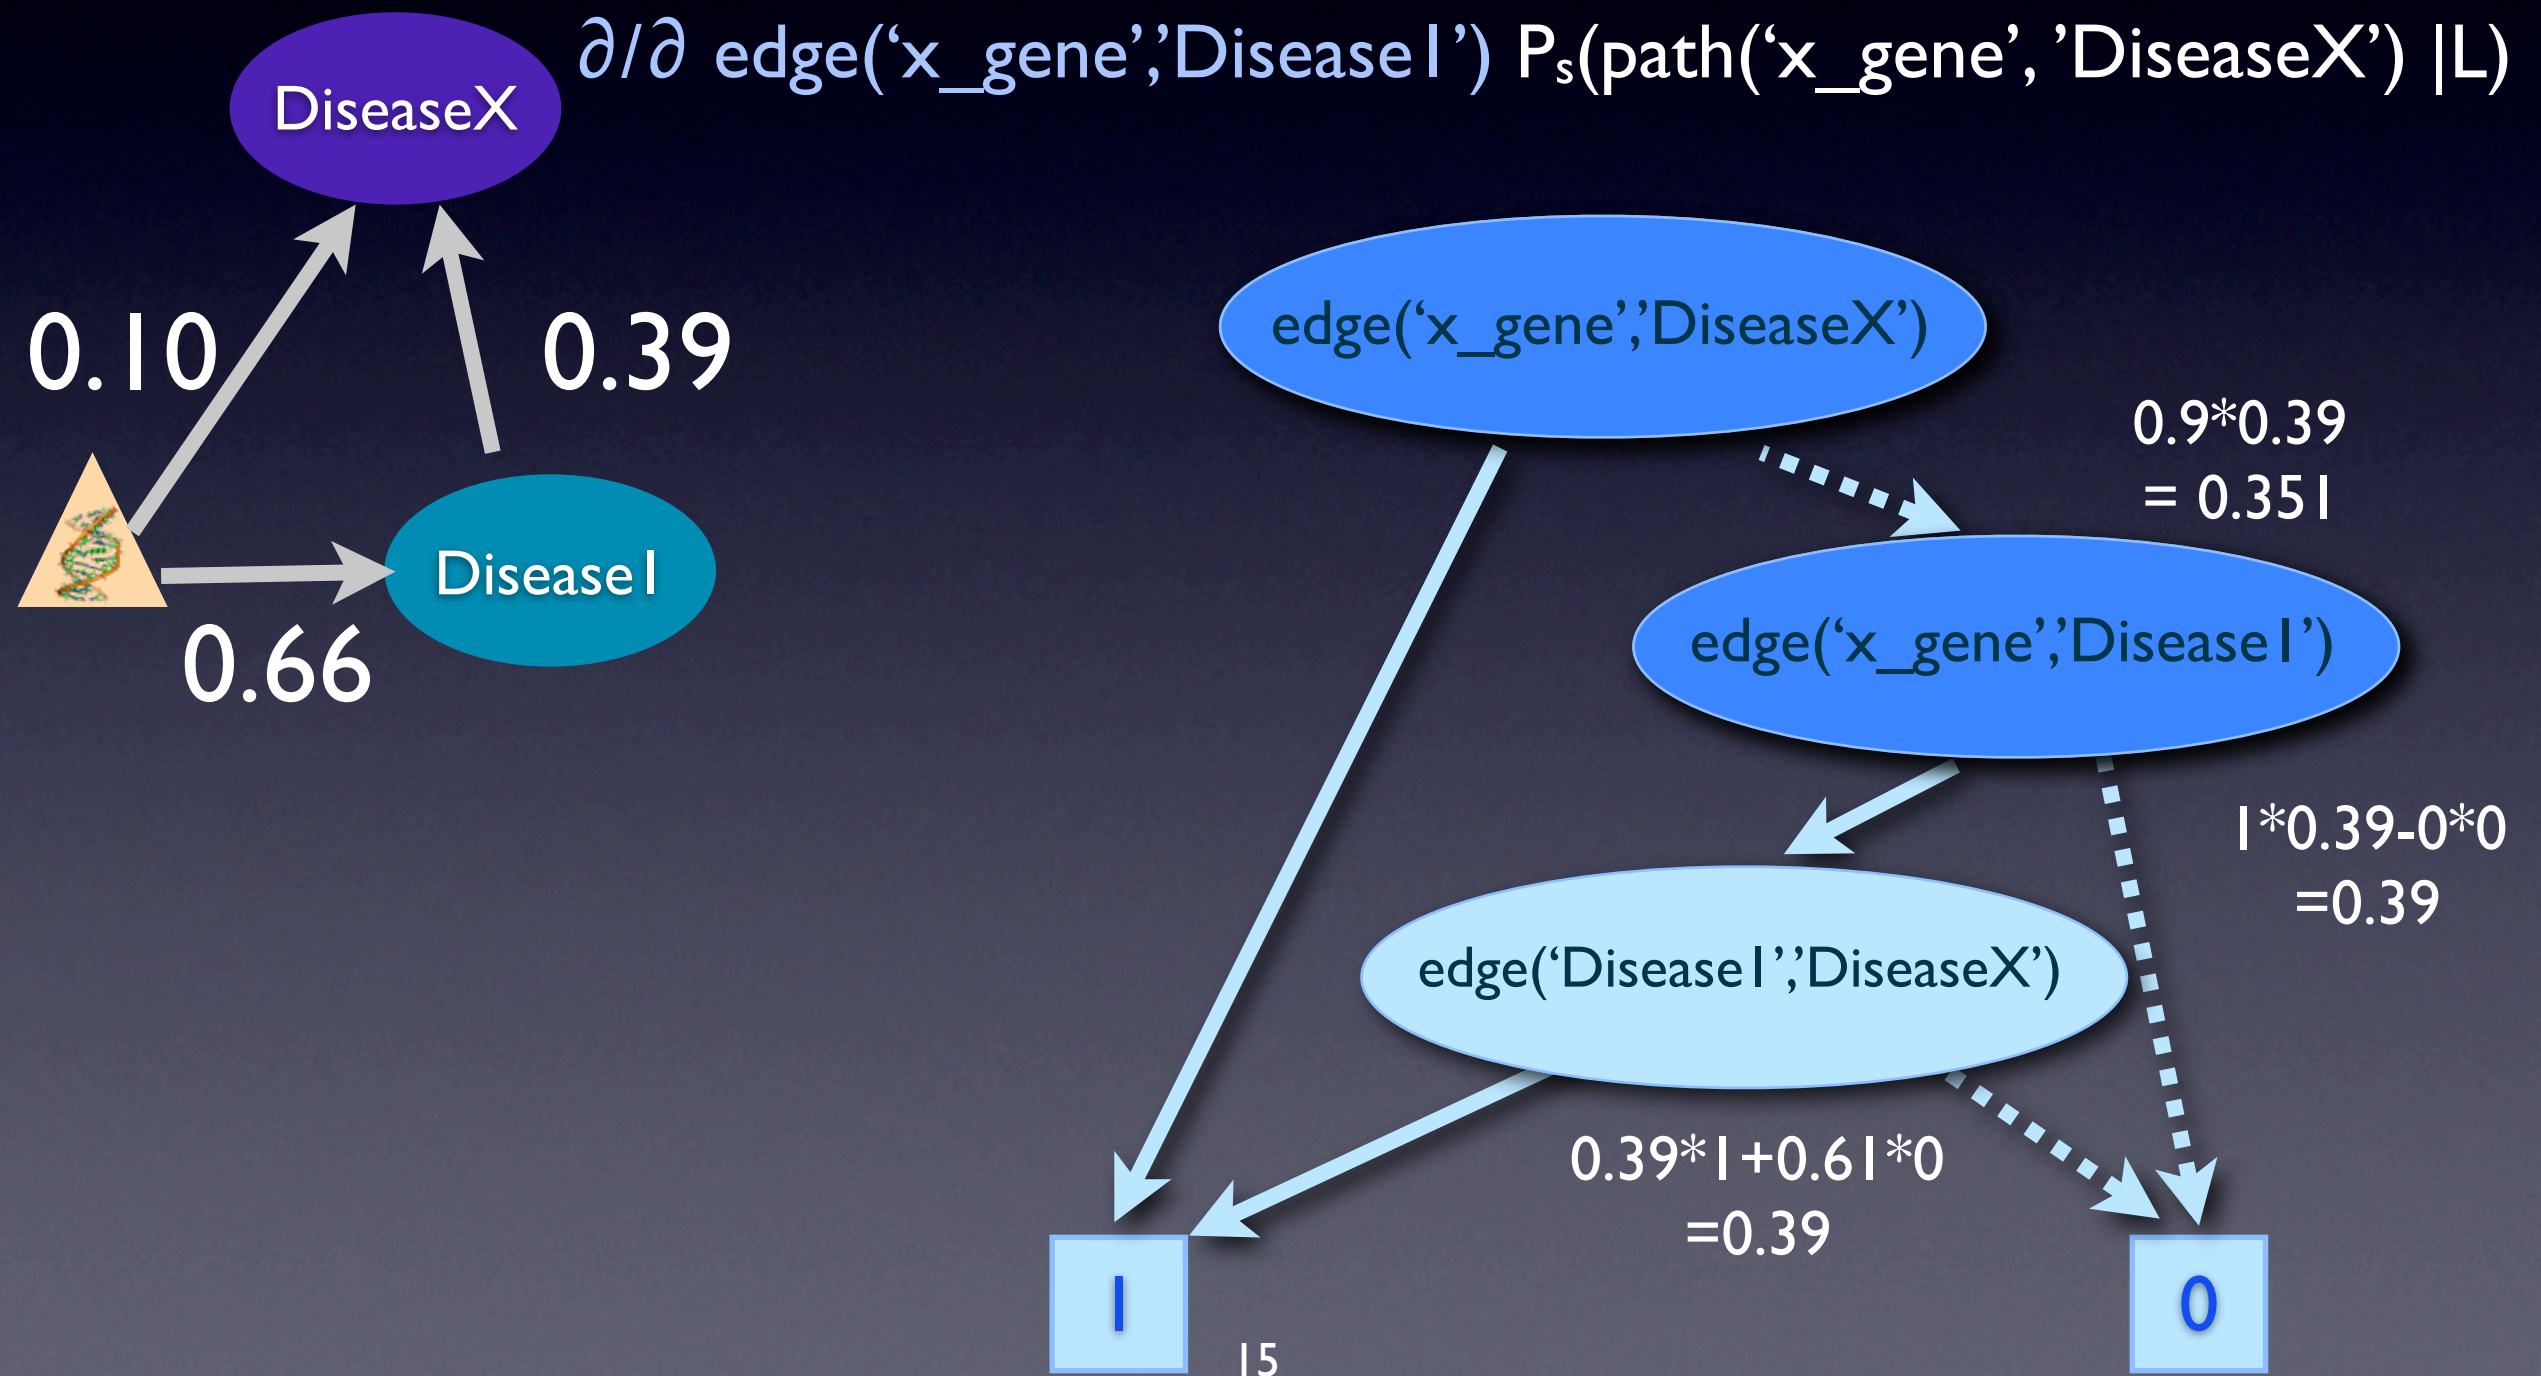 ∂/∂ edge(‘x_gene’,’Disease1’) Pₛ(path(‘x_gene’, ’DiseaseX’) |L)
DiseaseX
0.10
0.39
Disease1
0.66
edge(‘x_gene’,’DiseaseX’)
0.9*0.39
= 0.351
edge(‘x_gene’,’Disease1’)
1*0.39-0*0
=0.39
edge(‘Disease1’,’DiseaseX’)
0.39*1+0.61*0
=0.39
1
0
15